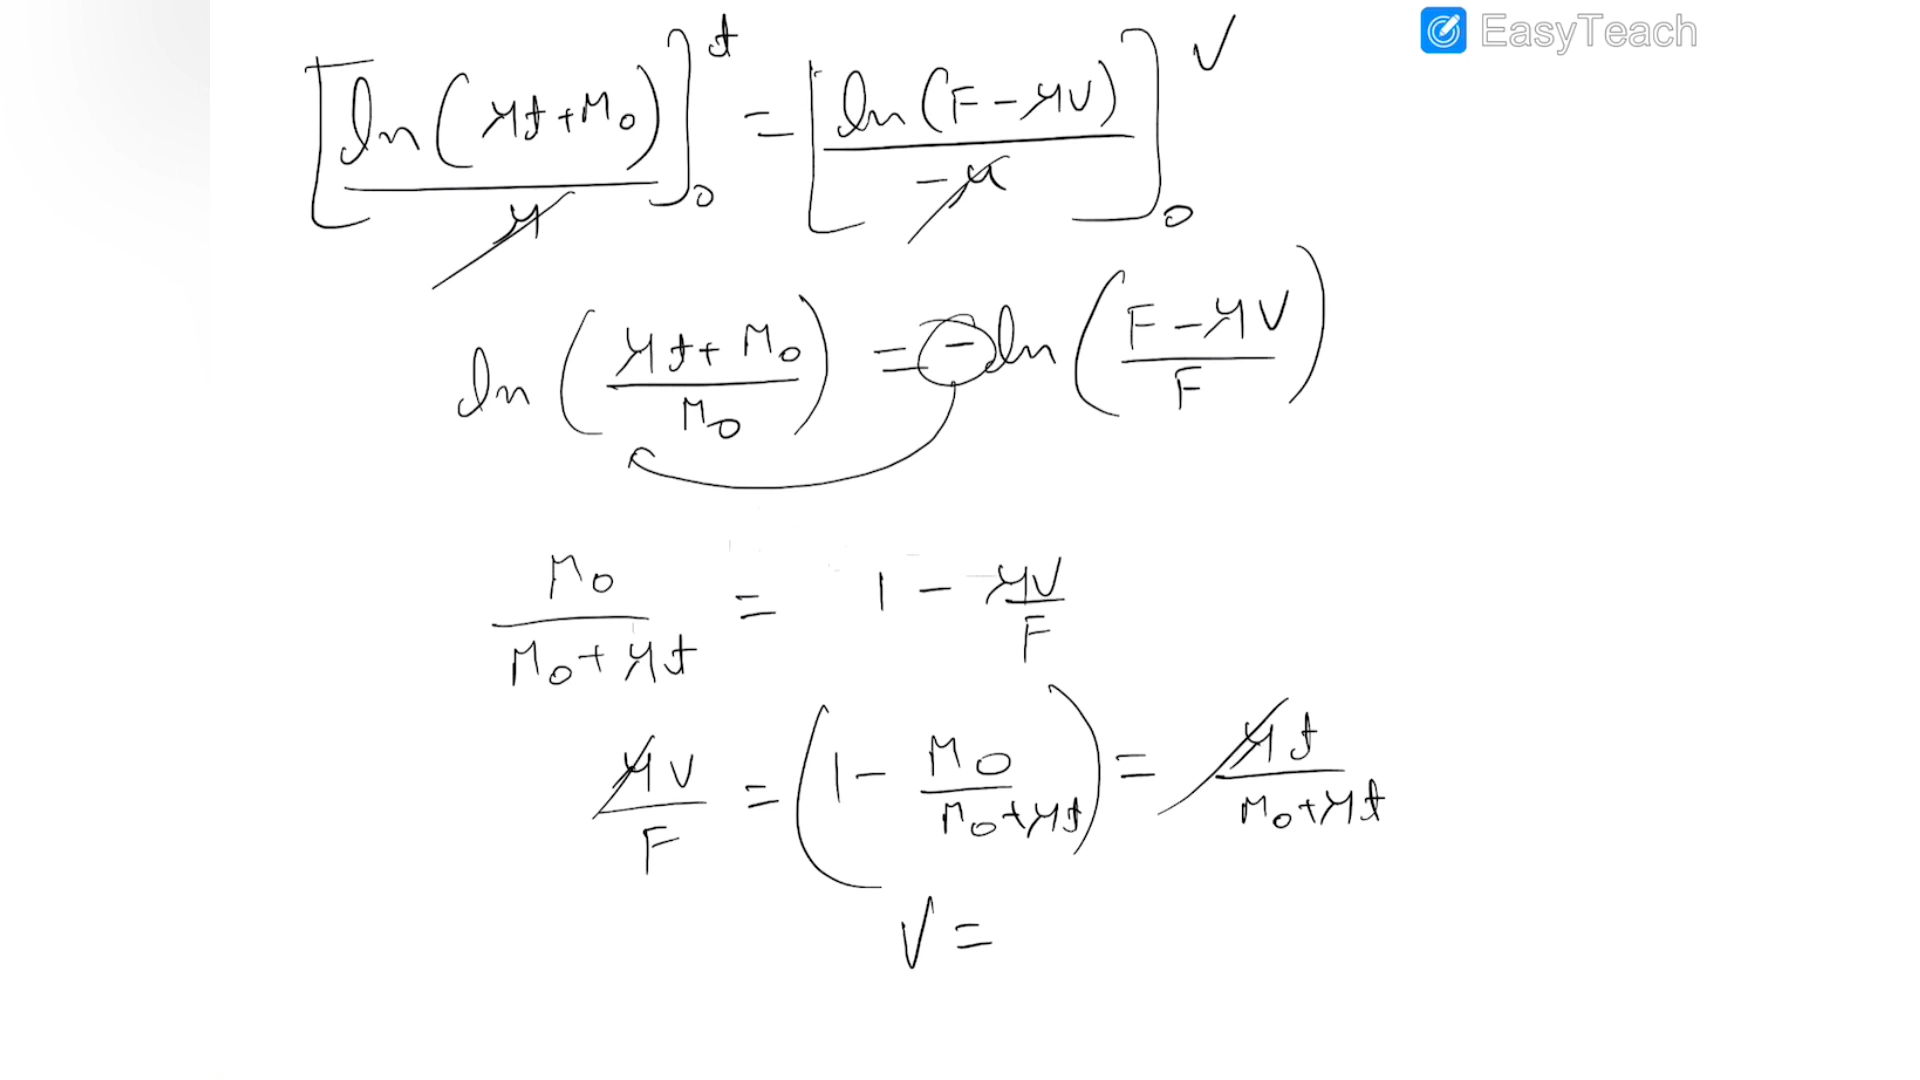 EasyTeach
[ln(μt+M₀)/μ]₀ᵗ = [ln(F-μv)/-μ]₀ᵛ
ln(μt+M₀/M₀) = -ln(F-μv/F)
M₀/M₀+μt = 1 - μv/F
μv/F = (1 - M₀/M₀+μt) = μt/M₀+μt
v =